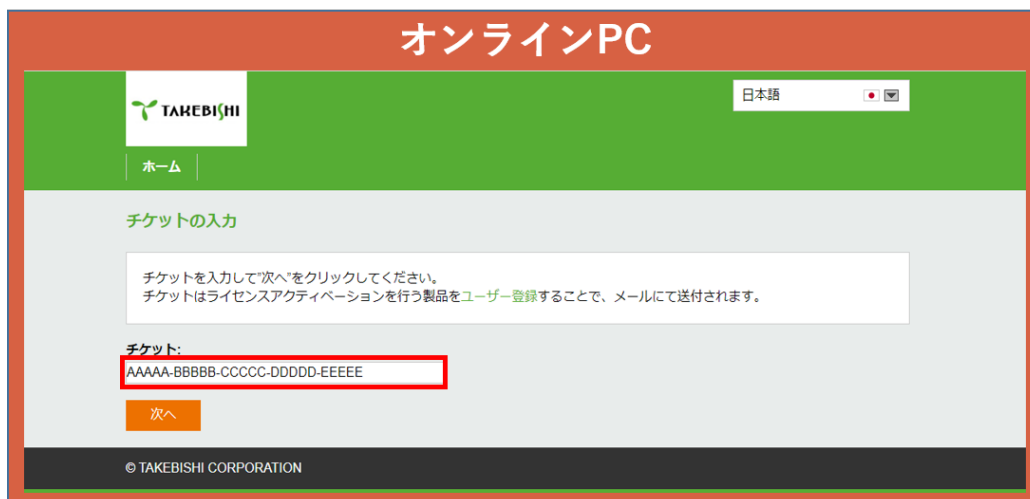 オンラインPC
TAKEBISHI
日本語
ホーム
チケットの入力
チケットを入力して"次へ"をクリックしてください。
チケットはライセンスアクティベーションを行う製品をユーザー登録することで、メールにて送付されます。
チケット:
AAAAA-BBBBB-CCCCC-DDDDD-EEEEE
次へ
© TAKEBISHI CORPORATION